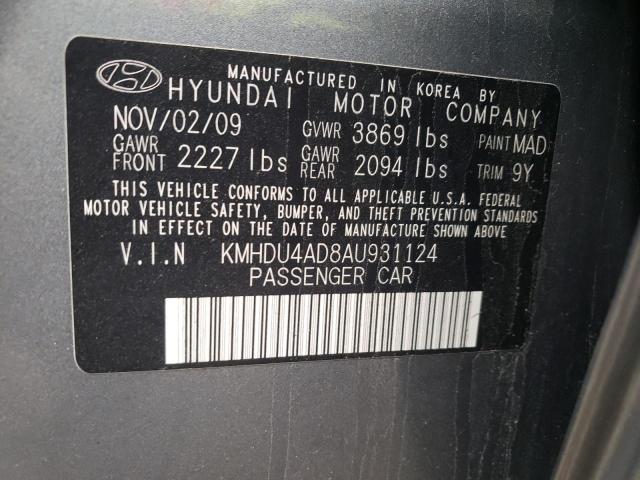 MANUFACTURED IN KOREA BY
HYUNDAI MOTOR COMPANY
NOV/02/09 GVWR 3869 lbs PAINT MAD
GAWR FRONT 2227 lbs GAWR REAR 2094 lbs TRIM 9Y
THIS VEHICLE CONFORMS TO ALL APPLICABLE U.S.A. FEDERAL
MOTOR VEHICLE SAFETY, BUMPER, AND THEFT PREVENTION STANDARDS
IN EFFECT ON THE DATE OF MANUFACTURE SHOWN ABOVE
V.I.N KMHDU4AD8AU931124
PASSENGER CAR